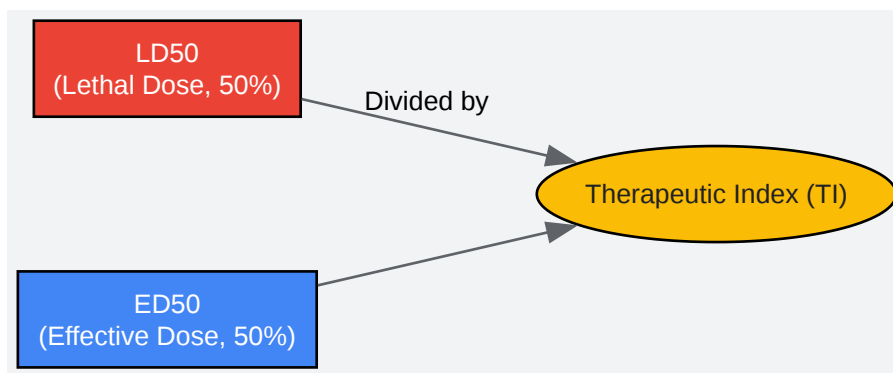 LD50
(Lethal Dose, 50%)
Divided by
Therapeutic Index (TI)
ED50
(Effective Dose, 50%)